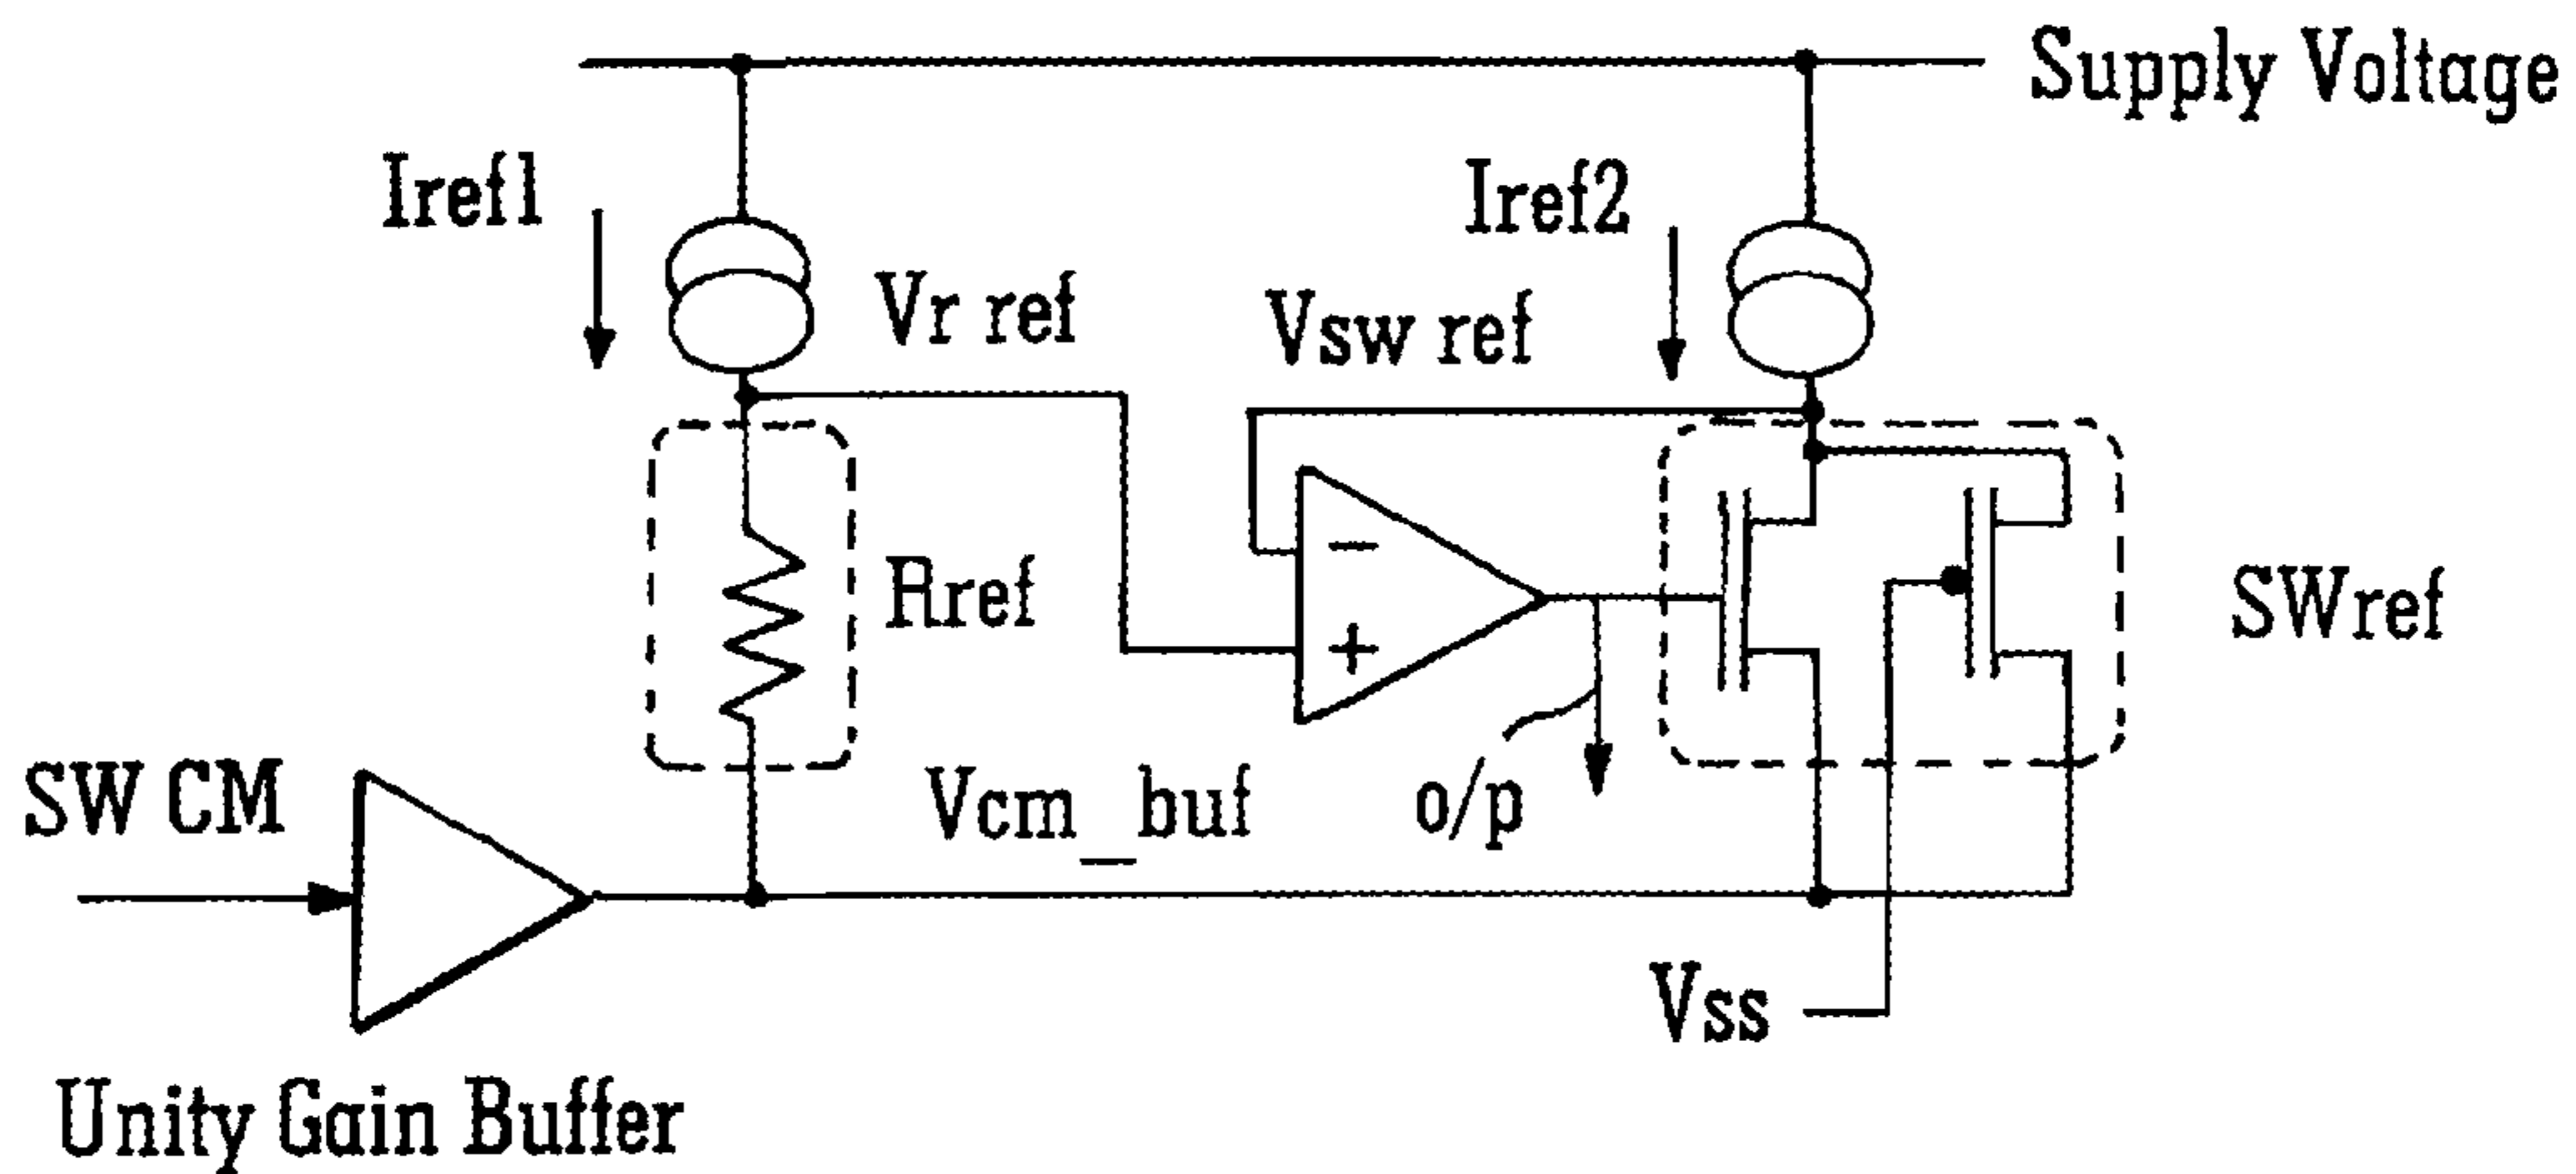 Supply Voltage
Iref1
Iref2
Vr ref
Vsw ref
−
+
Rref
SWref
SW CM
Vcm_buf
o/p
Vss
Unity Gain Buffer